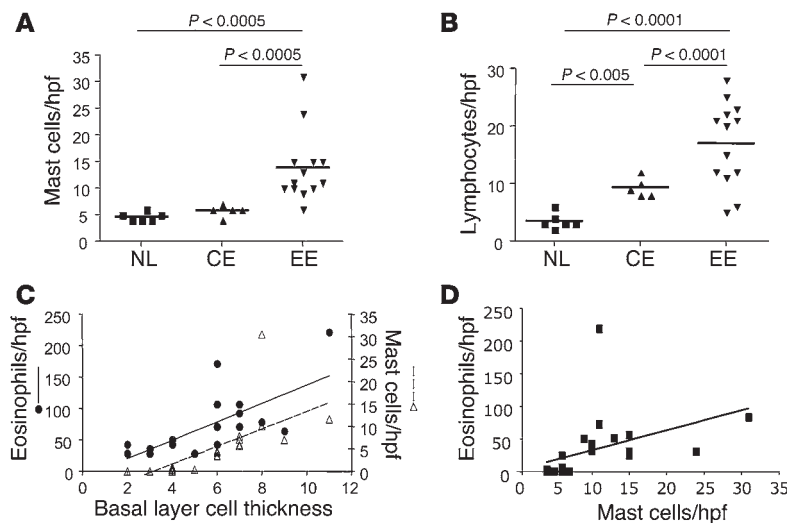 A
P < 0.0005
P < 0.0005
Mast cells/hpf
35
30
25
20
15
10
5
0
NL CE EE
B
P < 0.0001
P < 0.005
P < 0.0001
Lymphocytes/hpf
30
20
10
0
NL CE EE
C
Eosinophils/hpf
250
200
150
100
50
0
0 2 4 6 8 10 12
Basal layer cell thickness
35
30
25
20
15
10
5
0
Mast cells/hpf
D
Eosinophils/hpf
250
200
150
100
50
0
0 5 10 15 20 25 30 35
Mast cells/hpf